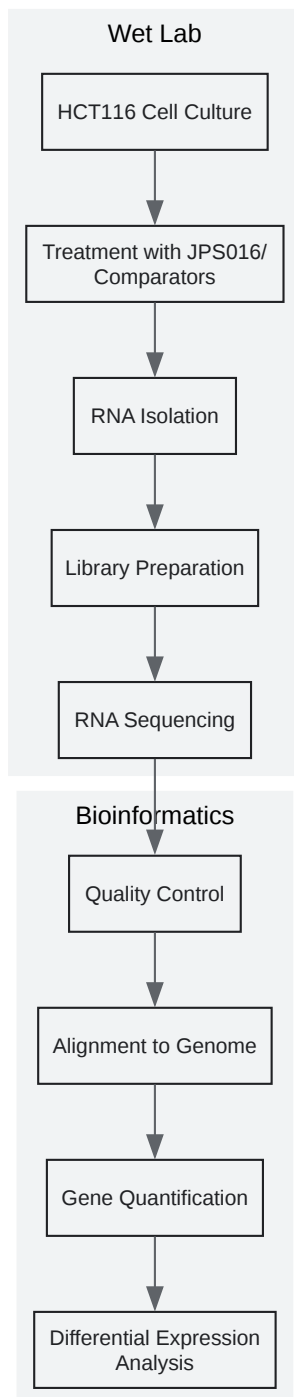 Wet Lab
HCT116 Cell Culture
Treatment with JPS016/
Comparators
RNA Isolation
Library Preparation
RNA Sequencing
Bioinformatics
Quality Control
Alignment to Genome
Gene Quantification
Differential Expression
Analysis